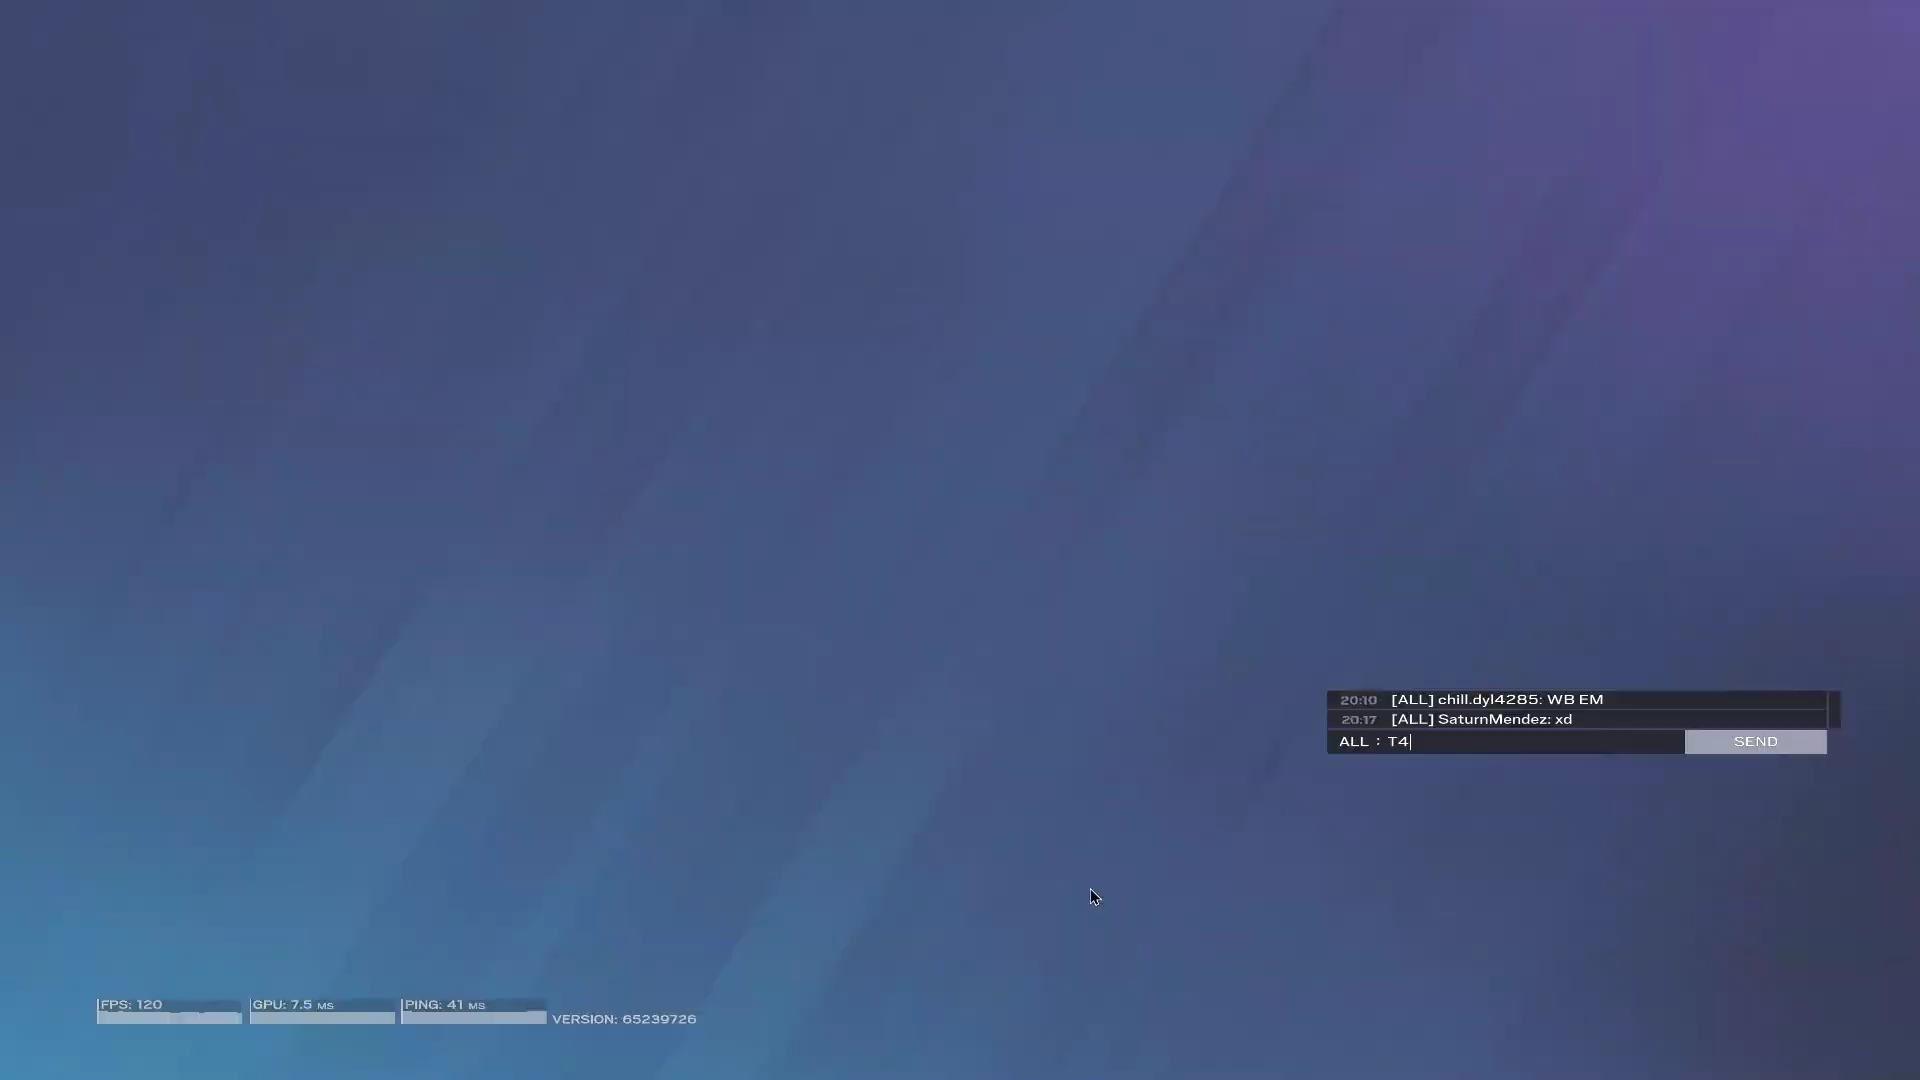 20:10 [ALL] chill.dyl4285: WB EM
20:17 [ALL] SaturnMendez: xd
ALL : T4
SEND
FPS: 120
GPU: 7.5 MS
PING: 41 MS
VERSION: 65239726